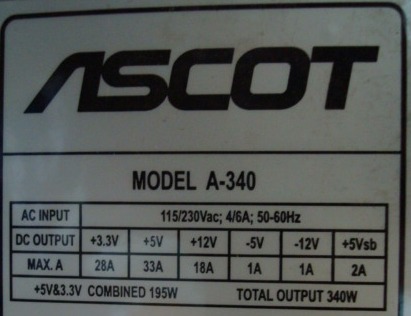 ASCOT
MODEL A-340
AC INPUT 115/230Vac; 4/6A; 50-60Hz
DC OUTPUT +3.3V +5V +12V -5V -12V +5Vsb
MAX. A 28A 33A 18A 1A 1A 2A
+5V&3.3V COMBINED 195W TOTAL OUTPUT 340W